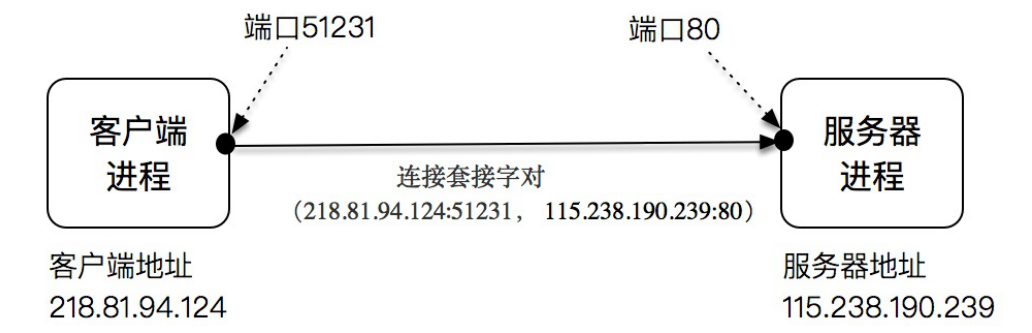 端口51231
端口80
客户端
进程
服务器
进程
连接套接字对
（218.81.94.124:51231， 115.238.190.239:80）
客户端地址
218.81.94.124
服务器地址
115.238.190.239